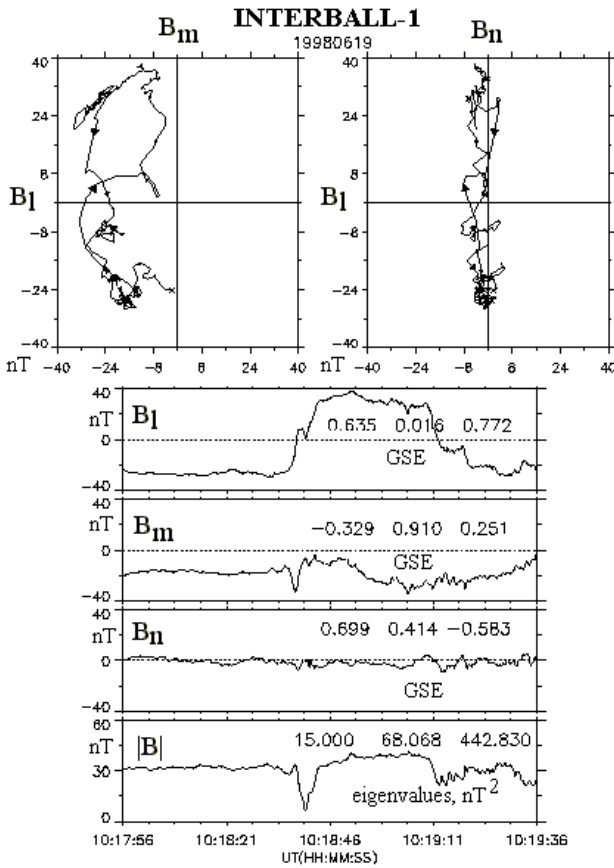 INTERBALL-1
19980619
Bm
Bn
40
24
8
Bl
−8
−24
−40
nT −40 −24 −8 8 24 40
40
24
8
Bl
−8
−24
−40
nT −40 −24 −8 8 24 40
40
nT
0
−40
Bl
0.635 0.016 0.772
GSE
40
nT
0
−40
Bm
−0.329 0.910 0.251
GSE
40
nT
0
−40
Bn
0.699 0.414 −0.583
GSE
60
nT
30
0
|B|
15.000 68.068 442.830
eigenvalues, nT2
10:17:56 10:18:21 10:18:46 10:19:11 10:19:36
UT(HH:MM:SS)